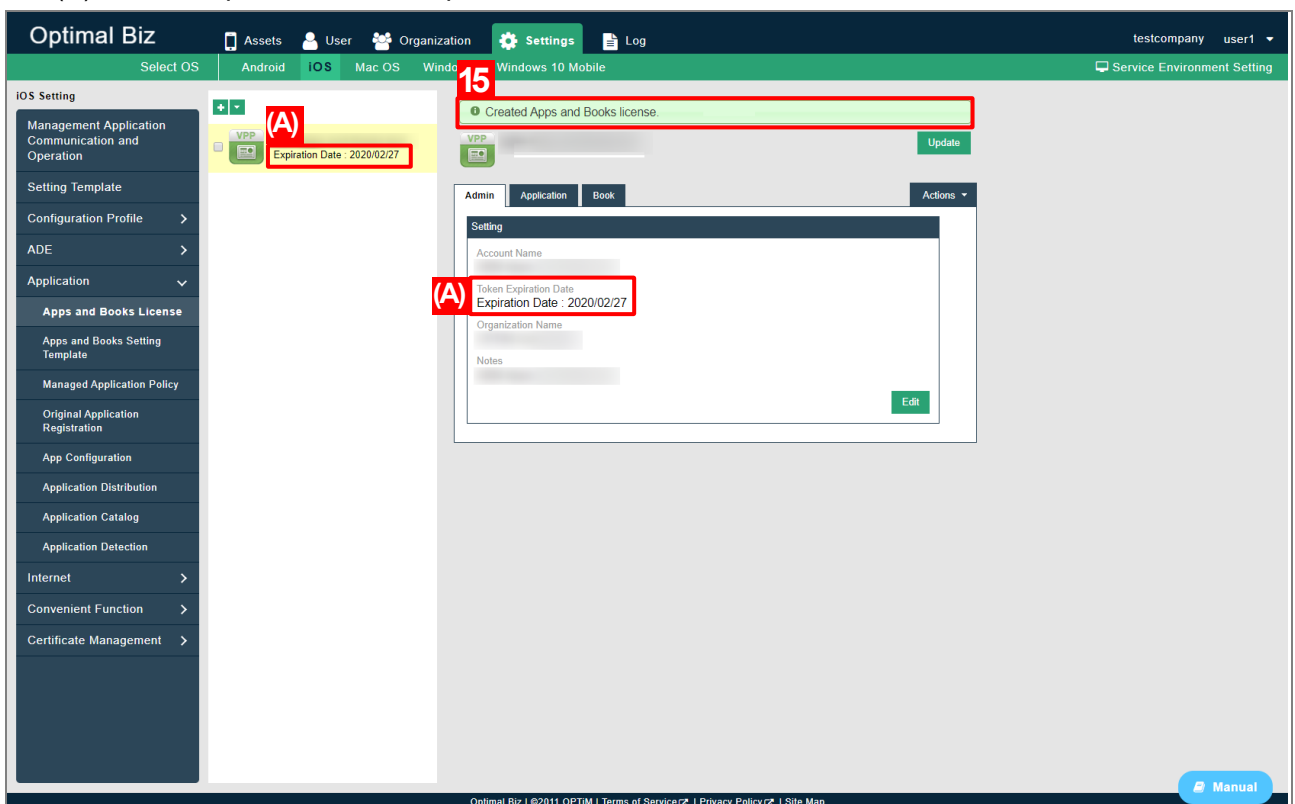 Optimal Biz
Assets
User
Organization
Settings
Log
testcompany user1
Select OS
Android
iOS
Mac OS
Windows 10 Mobile
Service Environment Setting
15
iOS Setting
Management Application
Communication and
Operation
Setting Template
Configuration Profile
ADE
Application
Apps and Books License
Apps and Books Setting
Template
Managed Application Policy
Original Application
Registration
App Configuration
Application Distribution
Application Catalog
Application Detection
Internet
Convenient Function
Certificate Management
(A)
VPP
Expiration Date : 2020/02/27
Created Apps and Books license.
VPP
Update
Admin
Application
Book
Actions
Setting
Account Name
(A)
Token Expiration Date
Expiration Date : 2020/02/27
Organization Name
Notes
Edit
Manual
Optimal Biz | ©2011 OPTiM | Terms of Service | Privacy Policy | Site Map